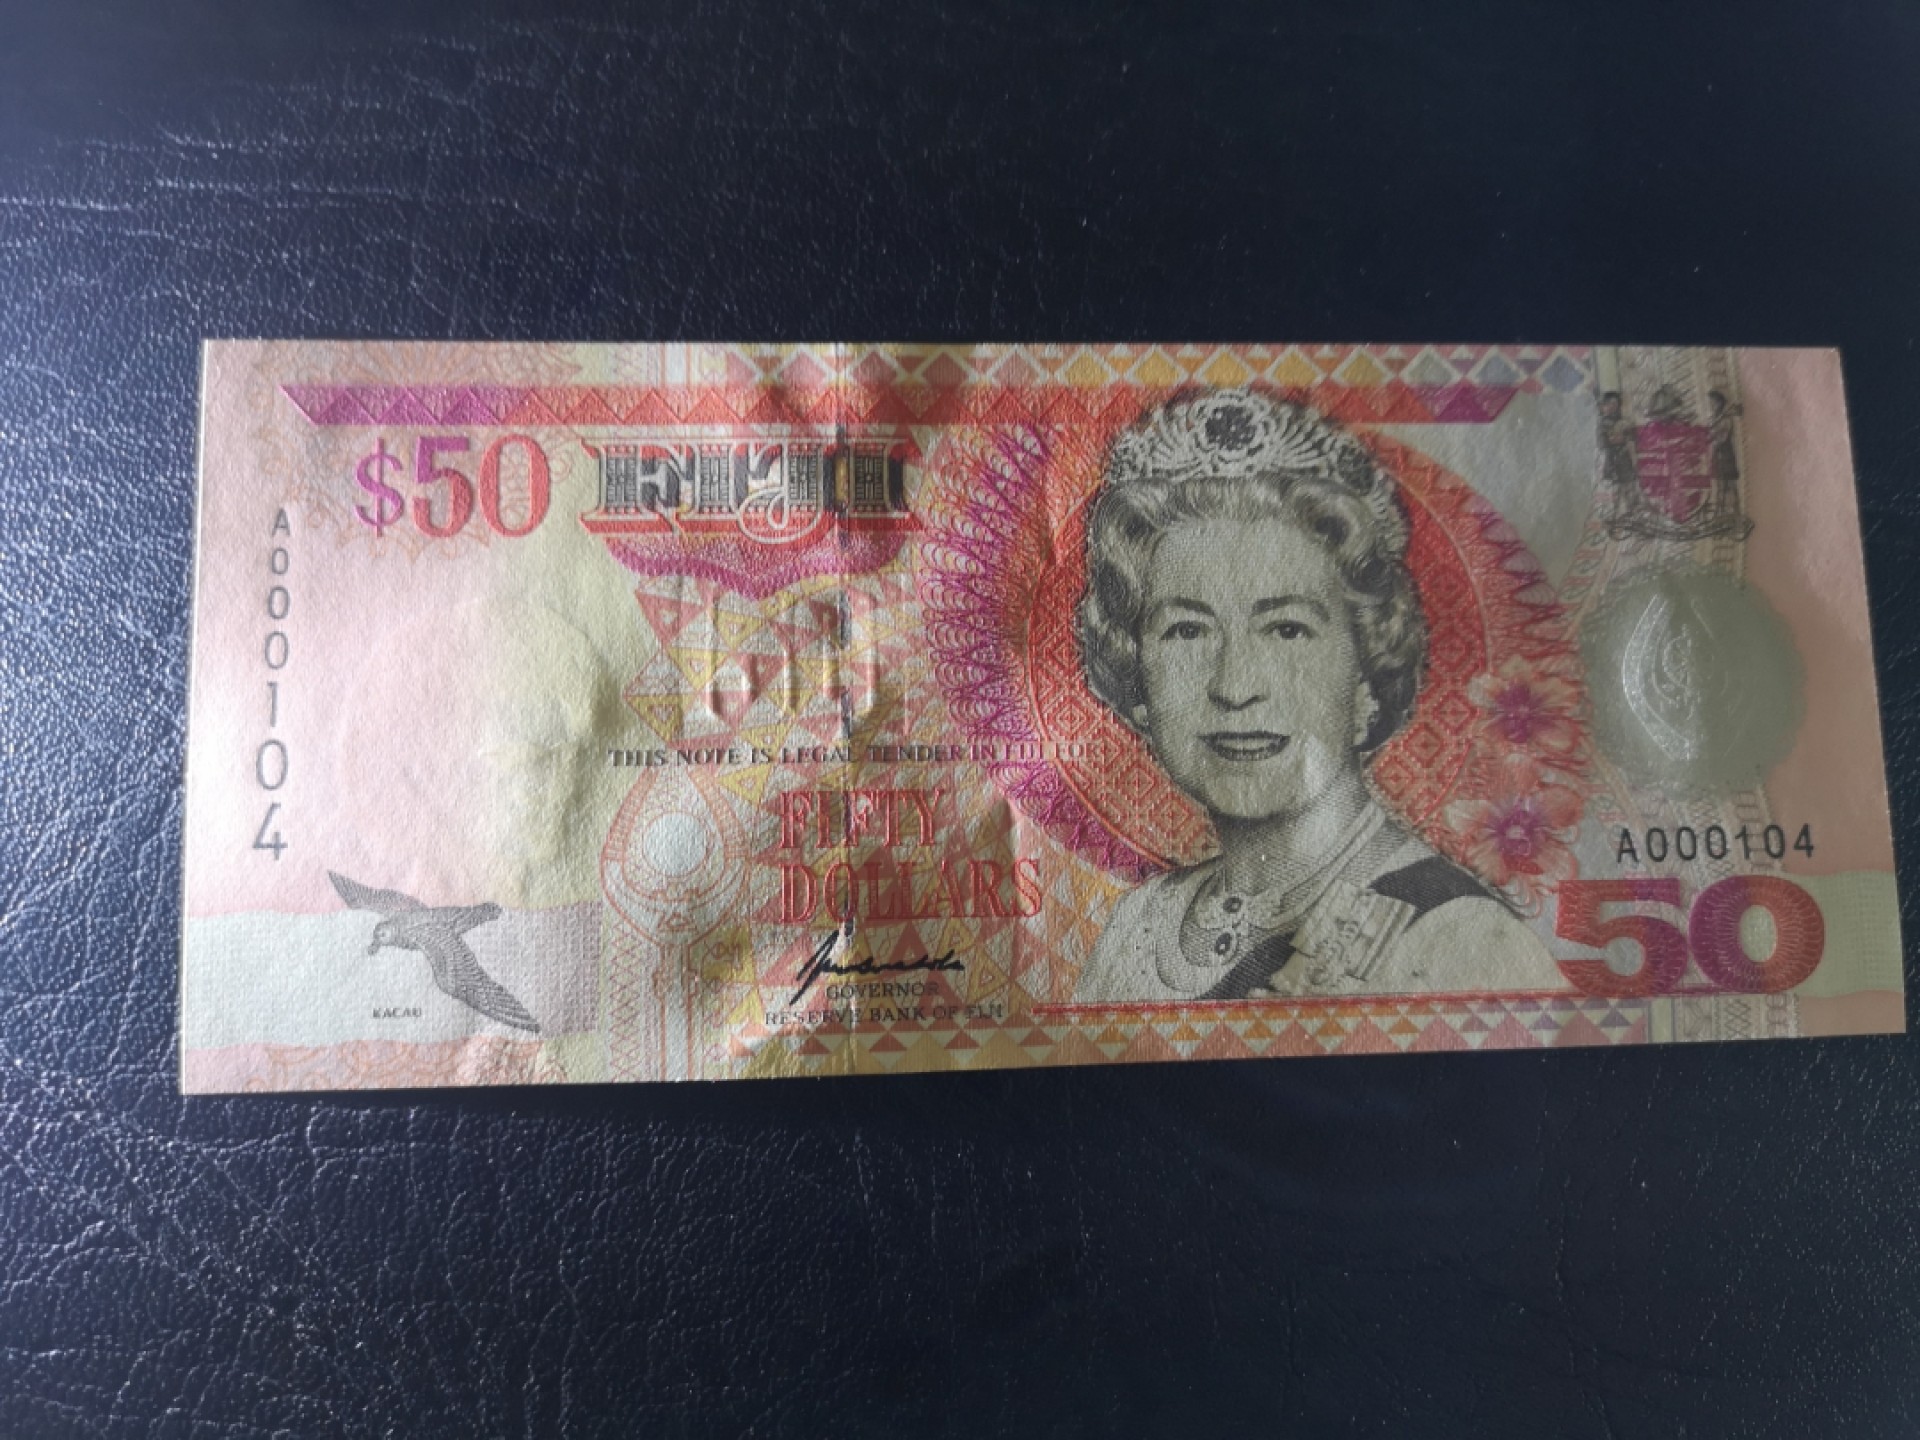 $50 FIJI
A000104
THIS NOTE IS LEGAL TENDER IN FIJI FOR
FIFTY
DOLLARS
GOVERNOR
RESERVE BANK OF FIJI
KACAU
A000104
50